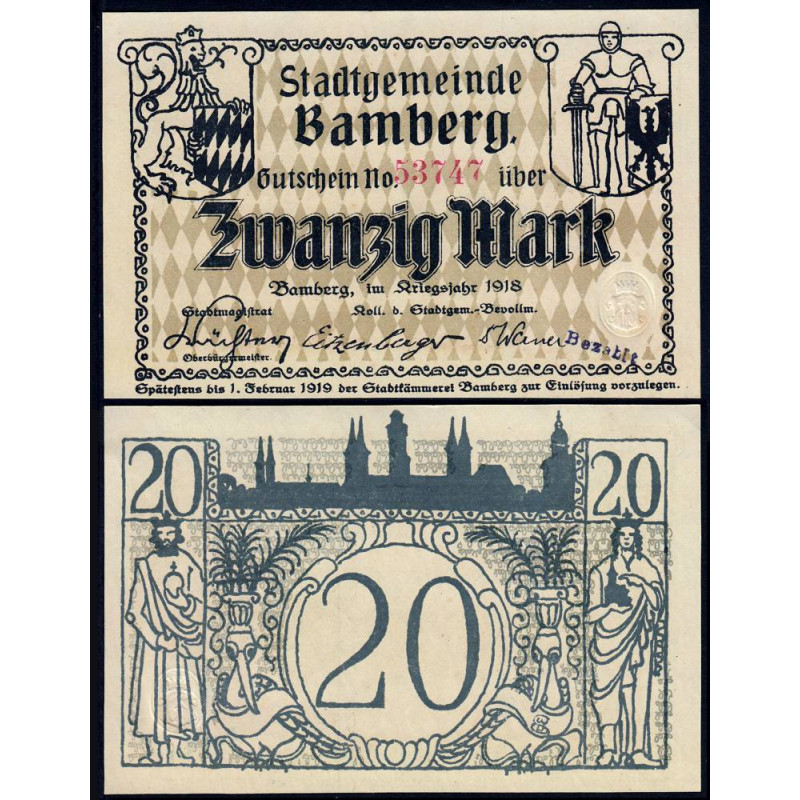 Stadtgemeinde
Bamberg.
Gutschein No. 53747 über
Zwanzig Mark
Bamberg, im Kriegsjahr 1918
Stadtmagistrat Koll. d. Stadtgem.-Bevollm.
Eitzenberger
Bezahlt
Oberbürgermeister.
Spätestens bis 1. Februar 1919 der Stadtkämmerei Bamberg zur Einlösung vorzulegen.
20 20
20